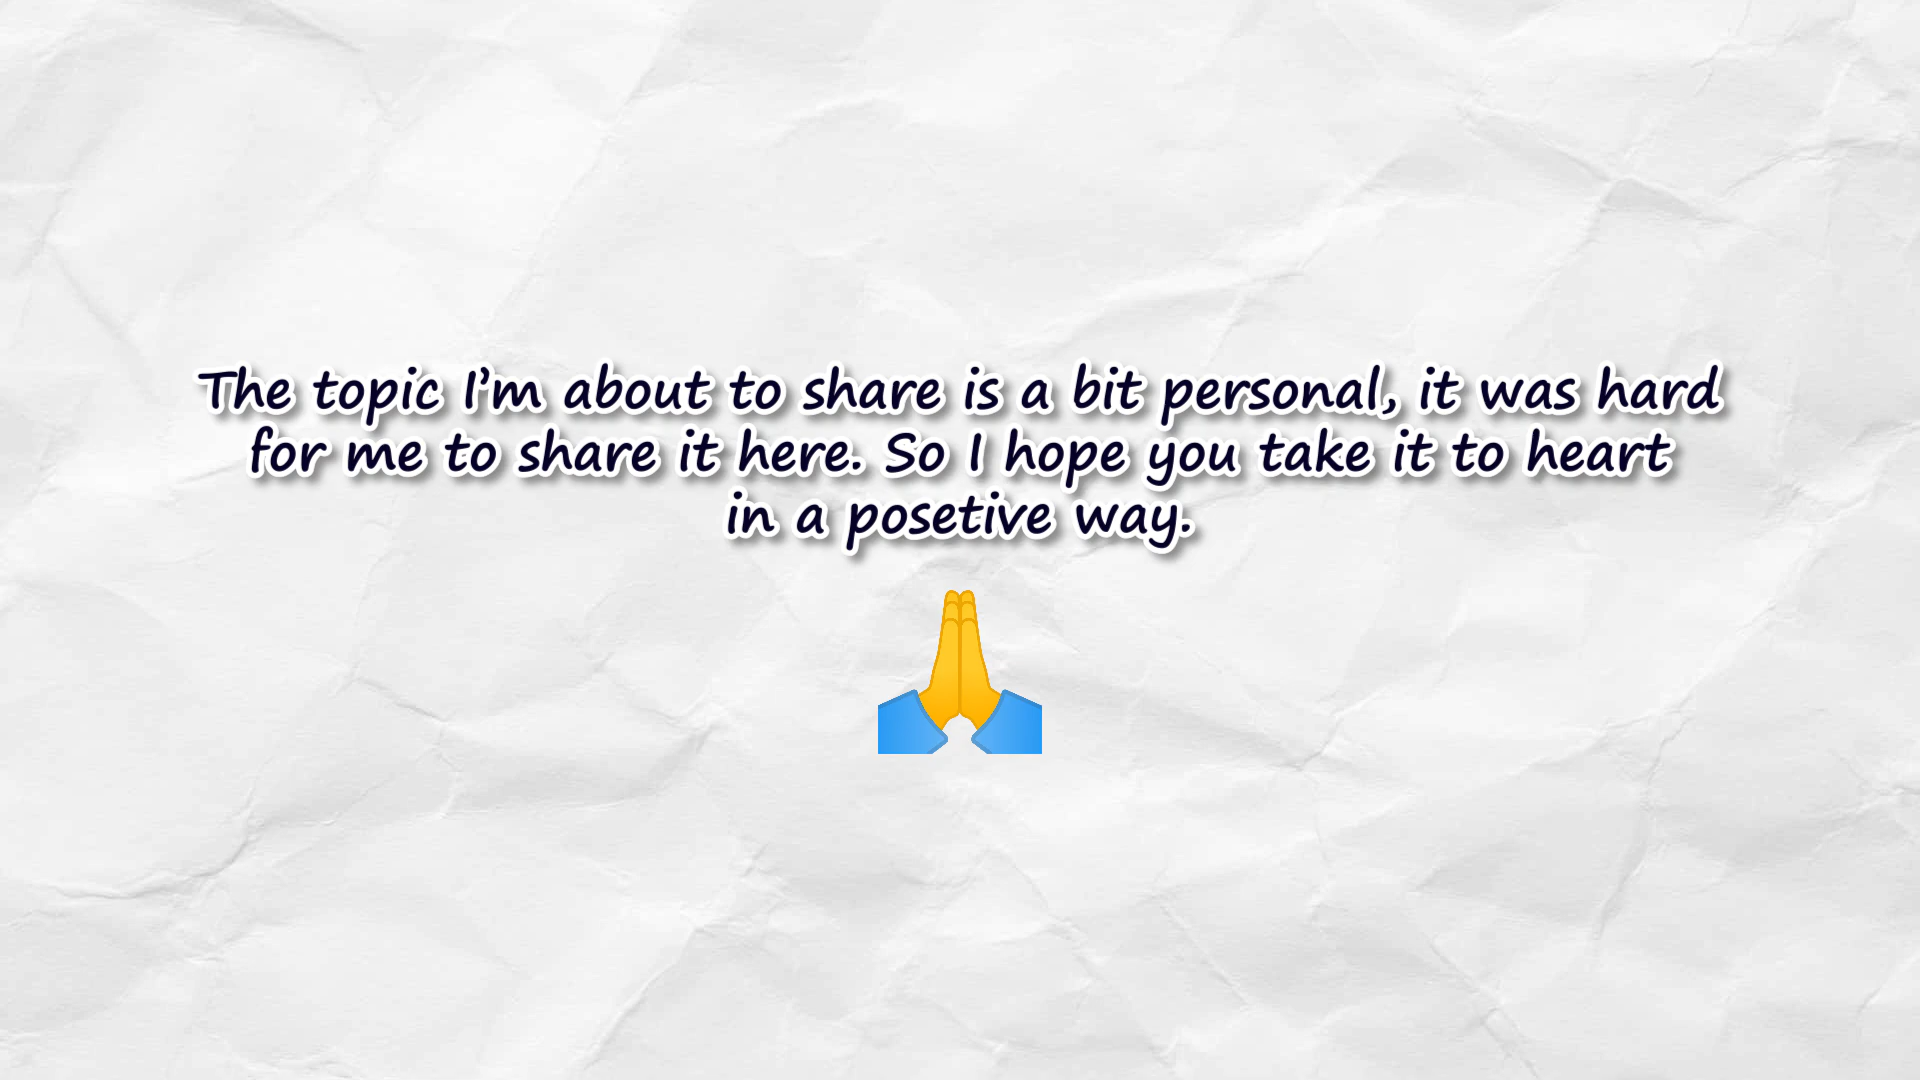 The topic I’m about to share is a bit personal, it was hard
for me to share it here. So I hope you take it to heart
in a posetive way.